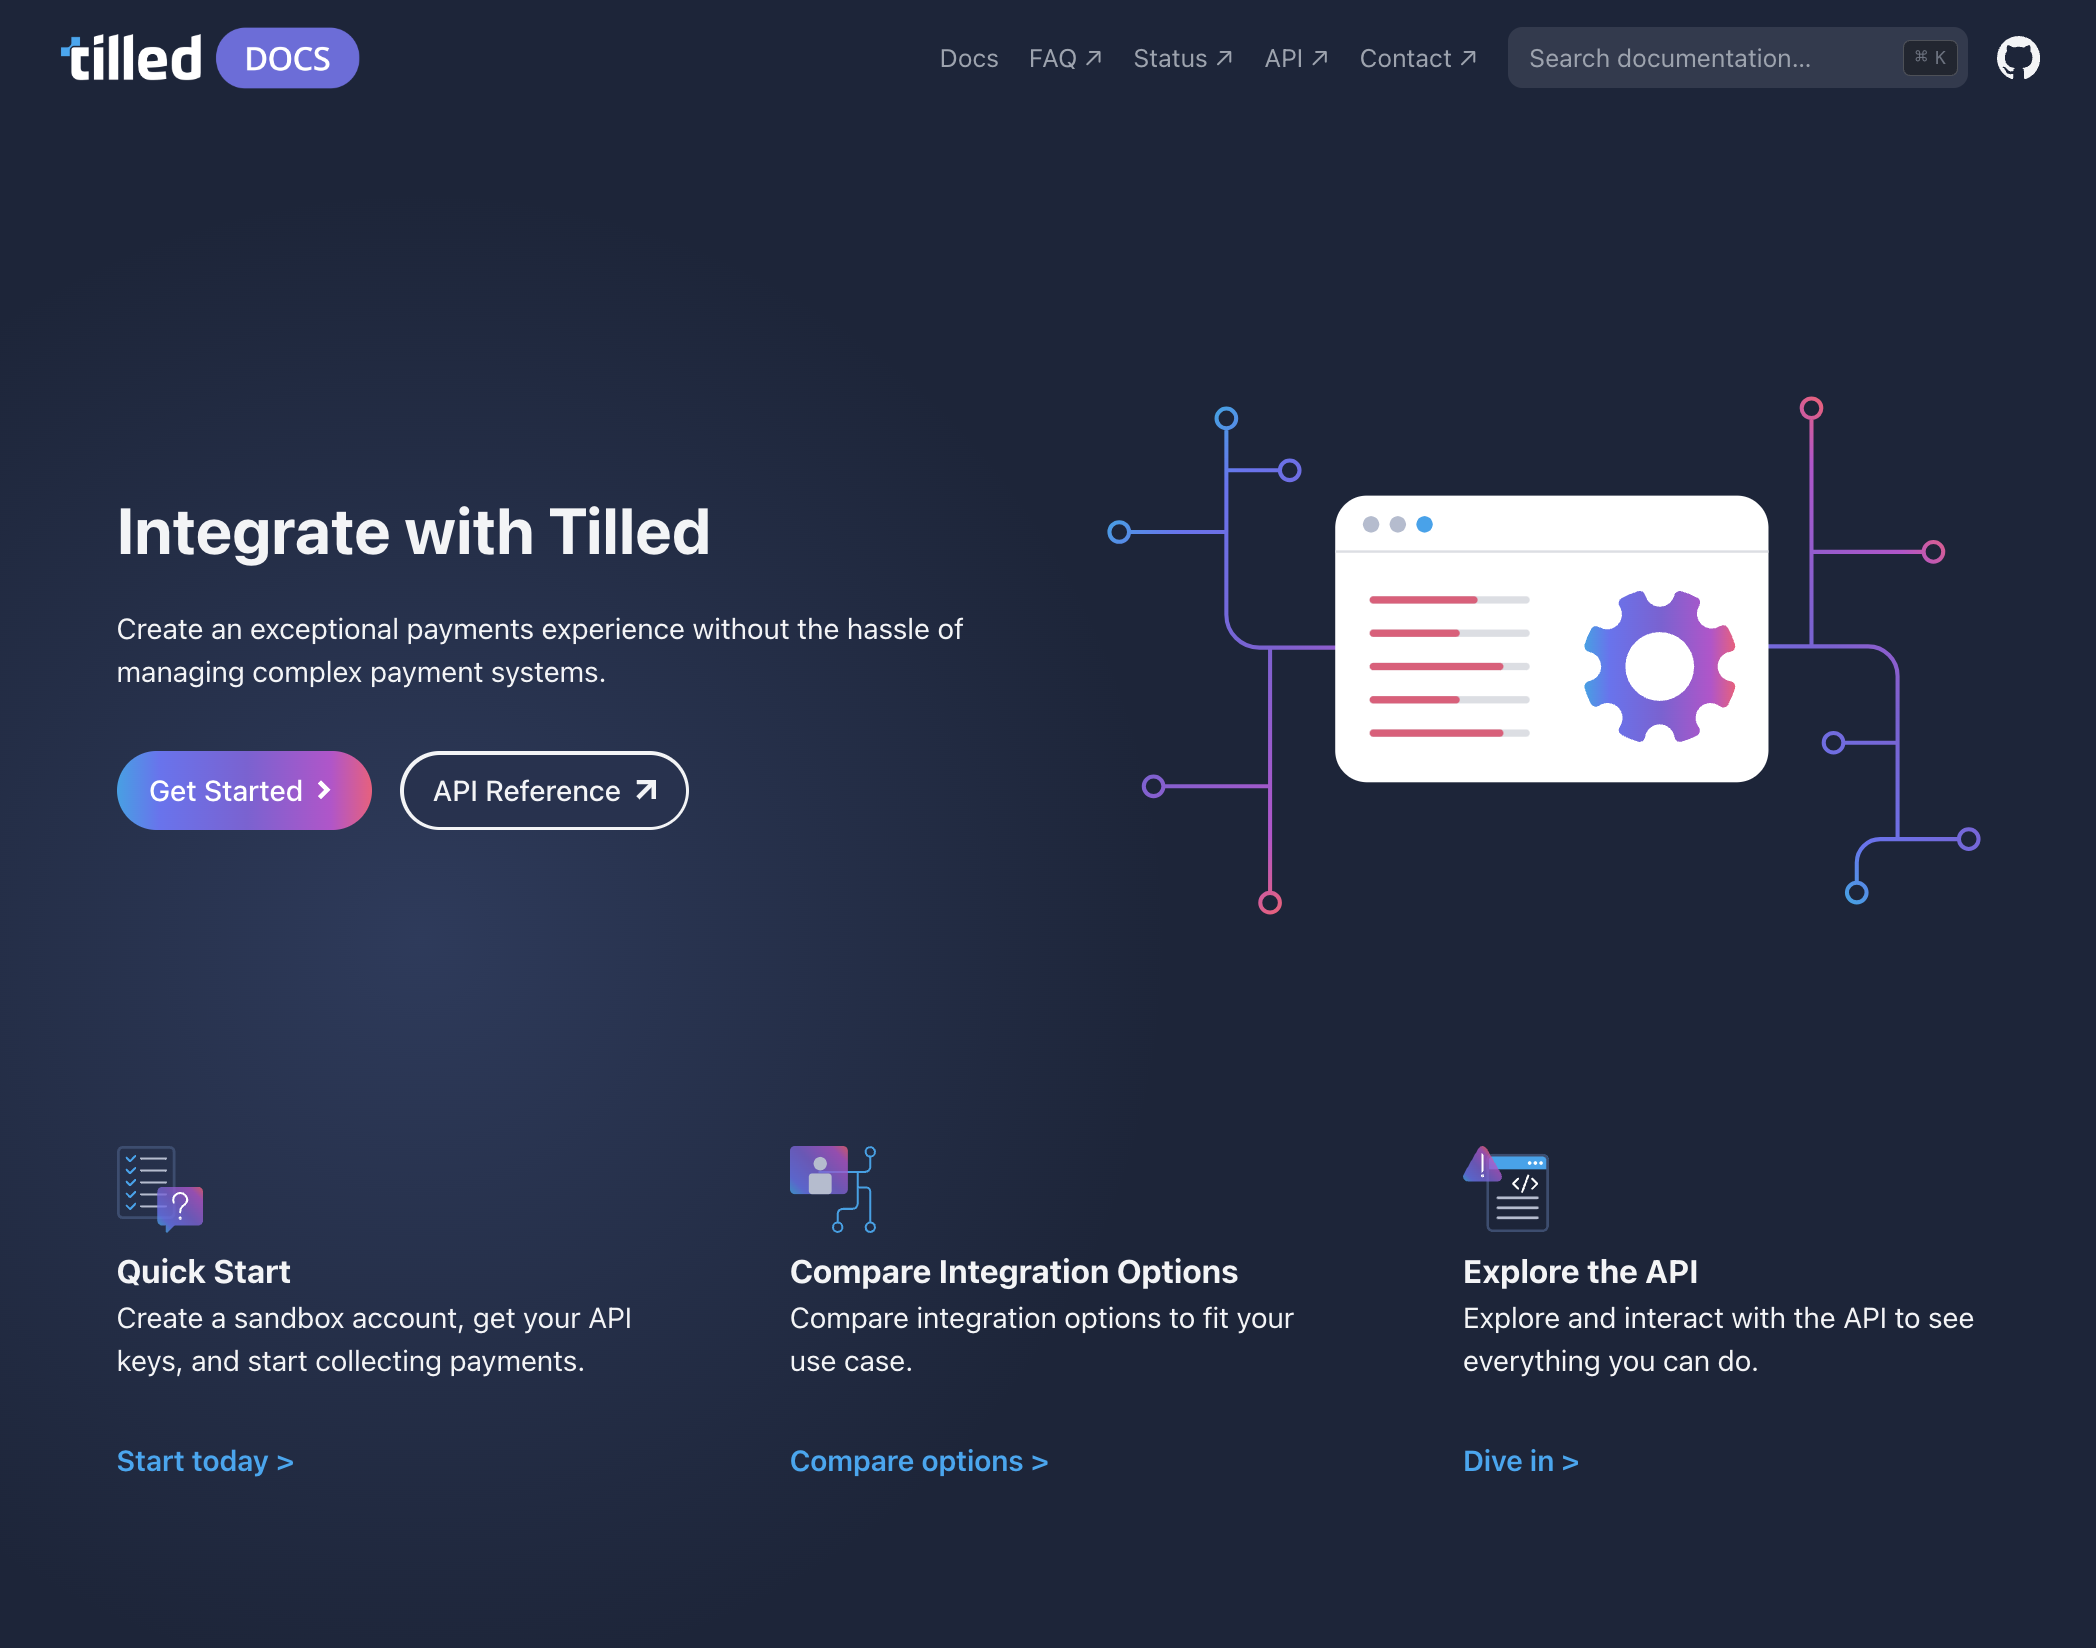 tilled DOCS
Docs FAQ Status API Contact Search documentation... ⌘ K
Integrate with Tilled
Create an exceptional payments experience without the hassle of
managing complex payment systems.
Get Started API Reference
Quick Start
Create a sandbox account, get your API
keys, and start collecting payments.
Start today >
Compare Integration Options
Compare integration options to fit your
use case.
Compare options >
Explore the API
Explore and interact with the API to see
everything you can do.
Dive in >